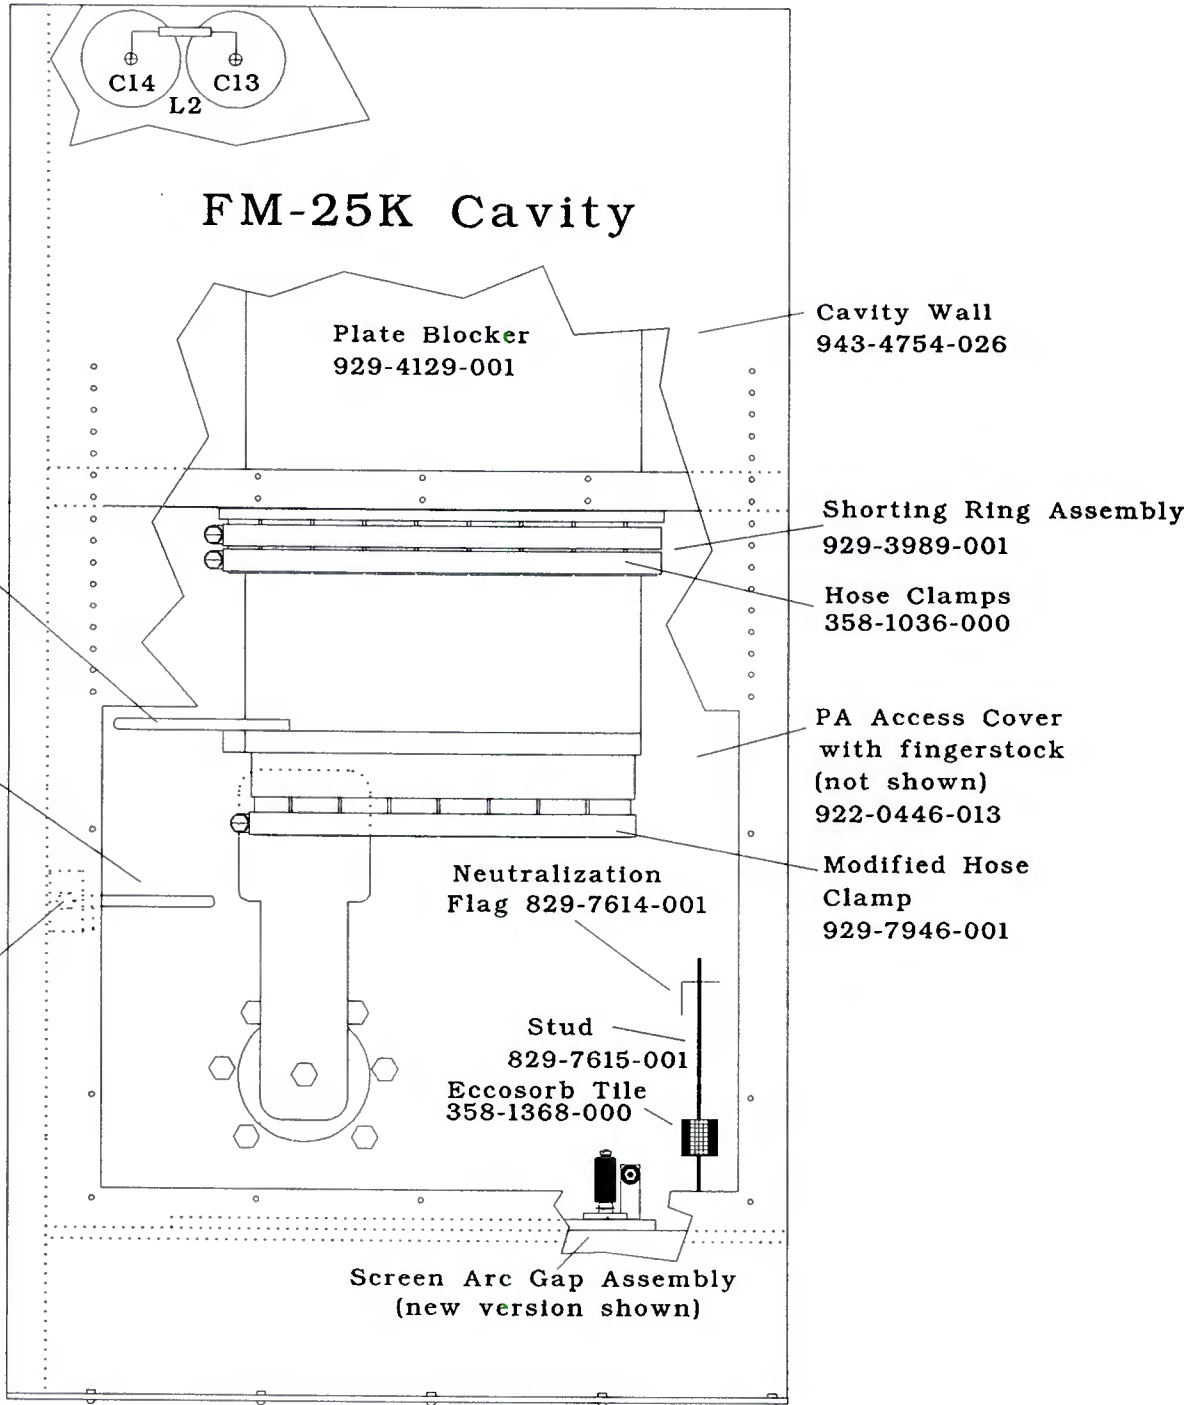 C14 C13
L2
FM-25K Cavity
Plate Blocker
929-4129-001
Cavity Wall
943-4754-026
Shorting Ring Assembly
929-3989-001
Hose Clamps
358-1036-000
PA Access Cover
with fingerstock
(not shown)
922-0446-013
Modified Hose
Clamp
929-7946-001
Neutralization
Flag 829-7614-001
Stud
829-7615-001
Eccosorb Tile
358-1368-000
Screen Arc Gap Assembly
(new version shown)